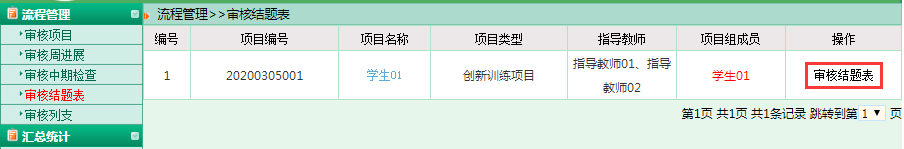 流程管理
审核项目
审核周进展
审核中期检查
审核结题表
审核列支
汇总统计
流程管理>>审核结题表
编号 项目编号 项目名称 项目类型 指导教师 项目组成员 操作
1 20200305001 学生01 创新训练项目 指导教师01、指导 学生01 审核结题表
教师02
第1页 共1页 共1条记录 跳转到第 1 页